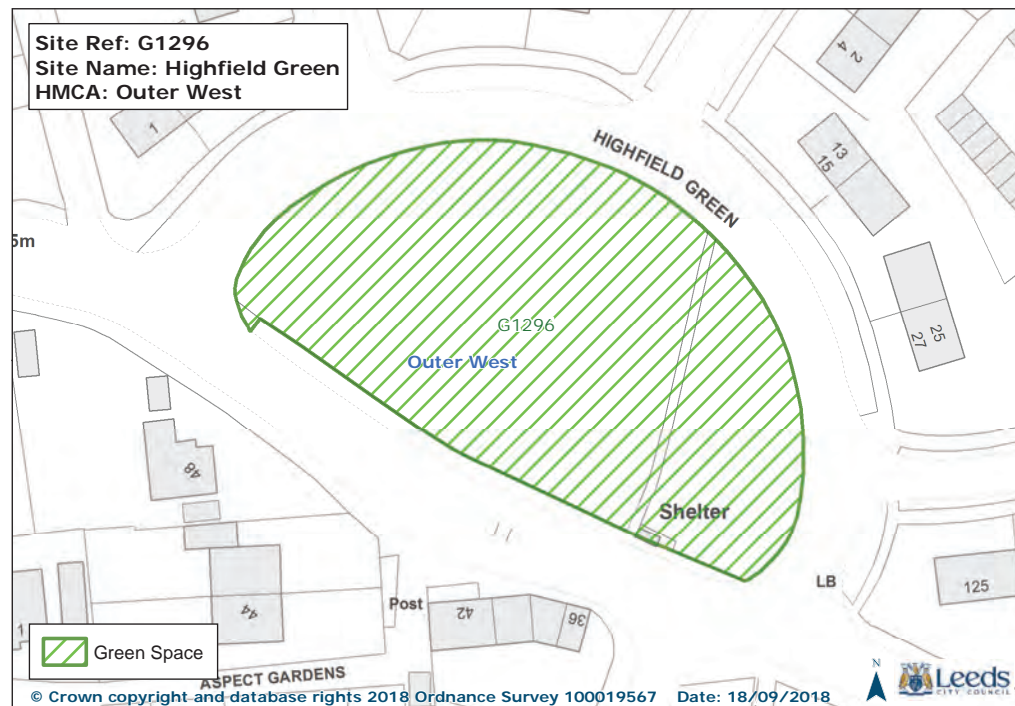 Site Ref: G1296
Site Name: Highfield Green
HMCA: Outer West
2
4
1
13
15
HIGHFIELD GREEN
5m
25
27
G1296
Outer West
48
Shelter
LB
125
Post
42
36
44
1
Green Space
ASPECT GARDENS
© Crown copyright and database rights 2018 Ordnance Survey 100019567 Date: 18/09/2018
N
Leeds
CITY COUNCIL